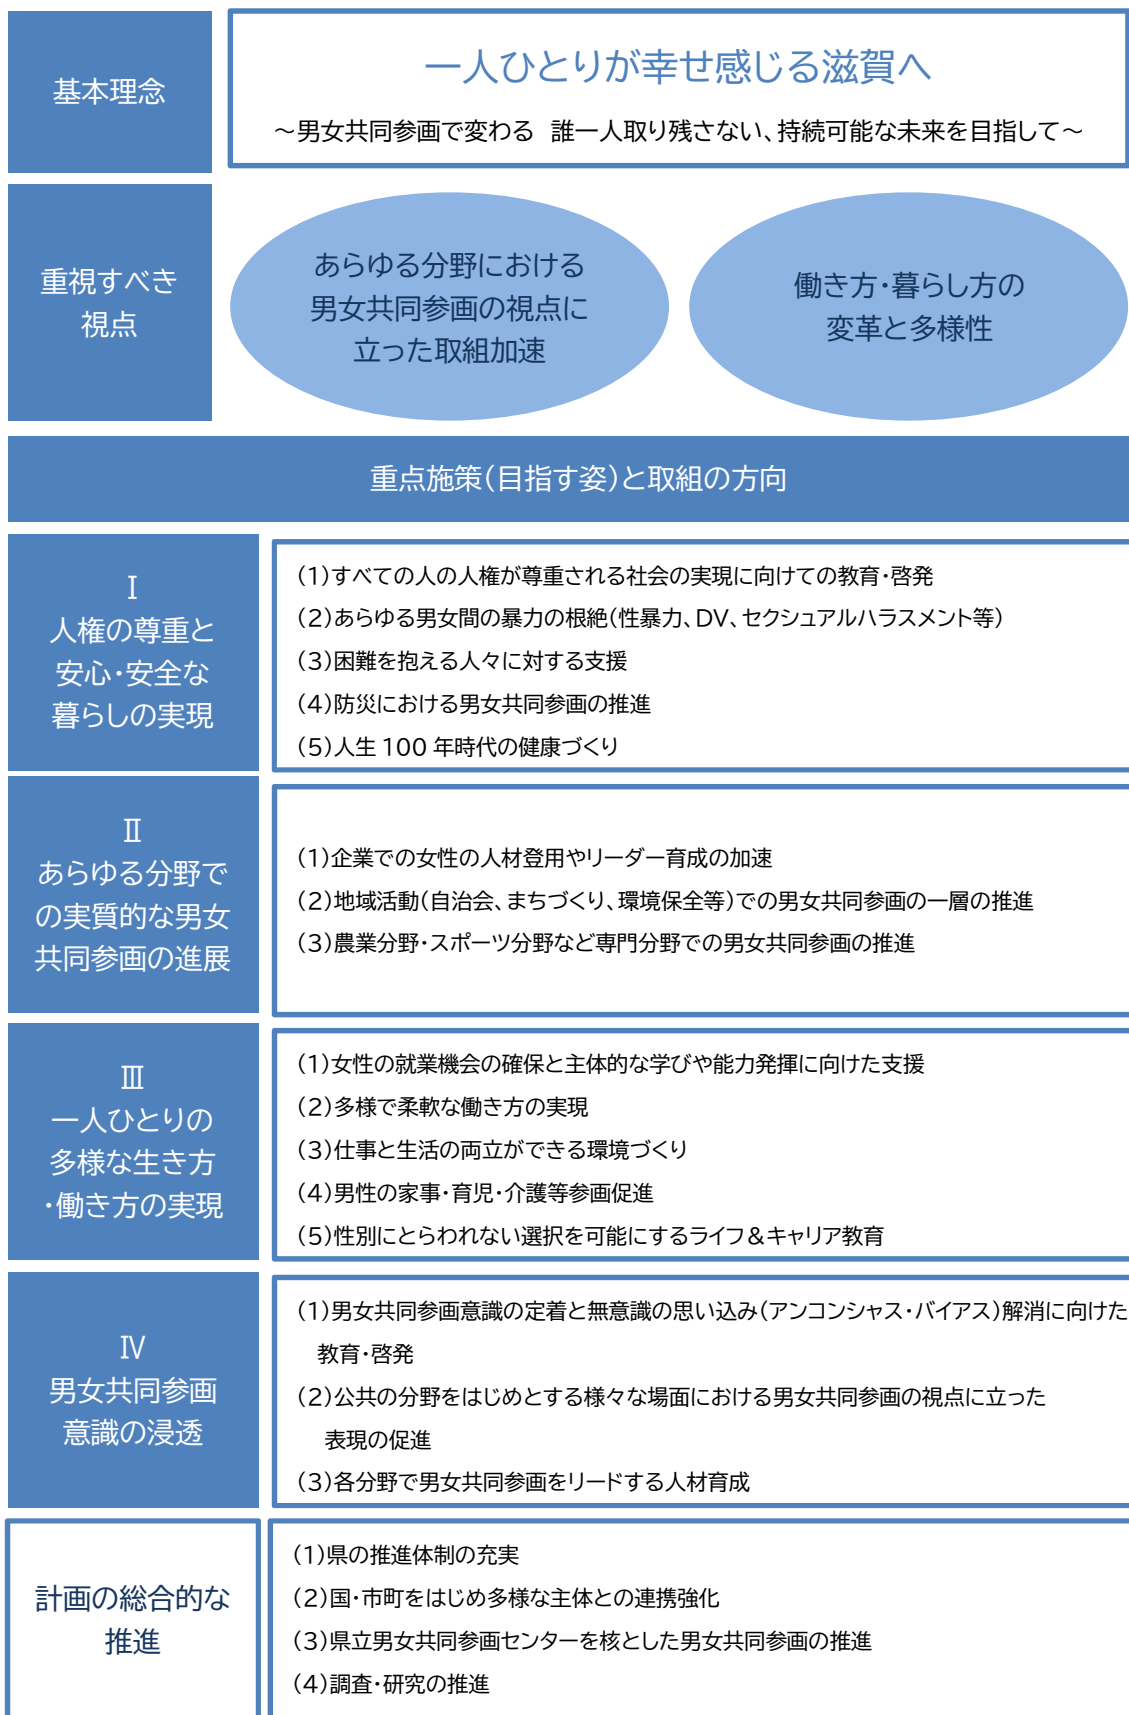 基本理念
一人ひとりが幸せ感じる滋賀へ
～男女共同参画で変わる 誰一人取り残さない、持続可能な未来を目指して～
重視すべき
視点
あらゆる分野における
男女共同参画の視点に
立った取組加速
働き方・暮らし方の
変革と多様性
重点施策(目指す姿)と取組の方向
Ⅰ
人権の尊重と
安心・安全な
暮らしの実現
(1)すべての人の人権が尊重される社会の実現に向けての教育・啓発
(2)あらゆる男女間の暴力の根絶(性暴力、DV、セクシュアルハラスメント等)
(3)困難を抱える人々に対する支援
(4)防災における男女共同参画の推進
(5)人生 100 年時代の健康づくり
Ⅱ
あらゆる分野で
の実質的な男女
共同参画の進展
(1)企業での女性の人材登用やリーダー育成の加速
(2)地域活動(自治会、まちづくり、環境保全等)での男女共同参画の一層の推進
(3)農業分野・スポーツ分野など専門分野での男女共同参画の推進
Ⅲ
一人ひとりの
多様な生き方
・働き方の実現
(1)女性の就業機会の確保と主体的な学びや能力発揮に向けた支援
(2)多様で柔軟な働き方の実現
(3)仕事と生活の両立ができる環境づくり
(4)男性の家事・育児・介護等参画促進
(5)性別にとらわれない選択を可能にするライフ＆キャリア教育
Ⅳ
男女共同参画
意識の浸透
(1)男女共同参画意識の定着と無意識の思い込み(アンコンシャス・バイアス)解消に向けた
教育・啓発
(2)公共の分野をはじめとする様々な場面における男女共同参画の視点に立った
表現の促進
(3)各分野で男女共同参画をリードする人材育成
計画の総合的な
推進
(1)県の推進体制の充実
(2)国・市町をはじめ多様な主体との連携強化
(3)県立男女共同参画センターを核とした男女共同参画の推進
(4)調査・研究の推進